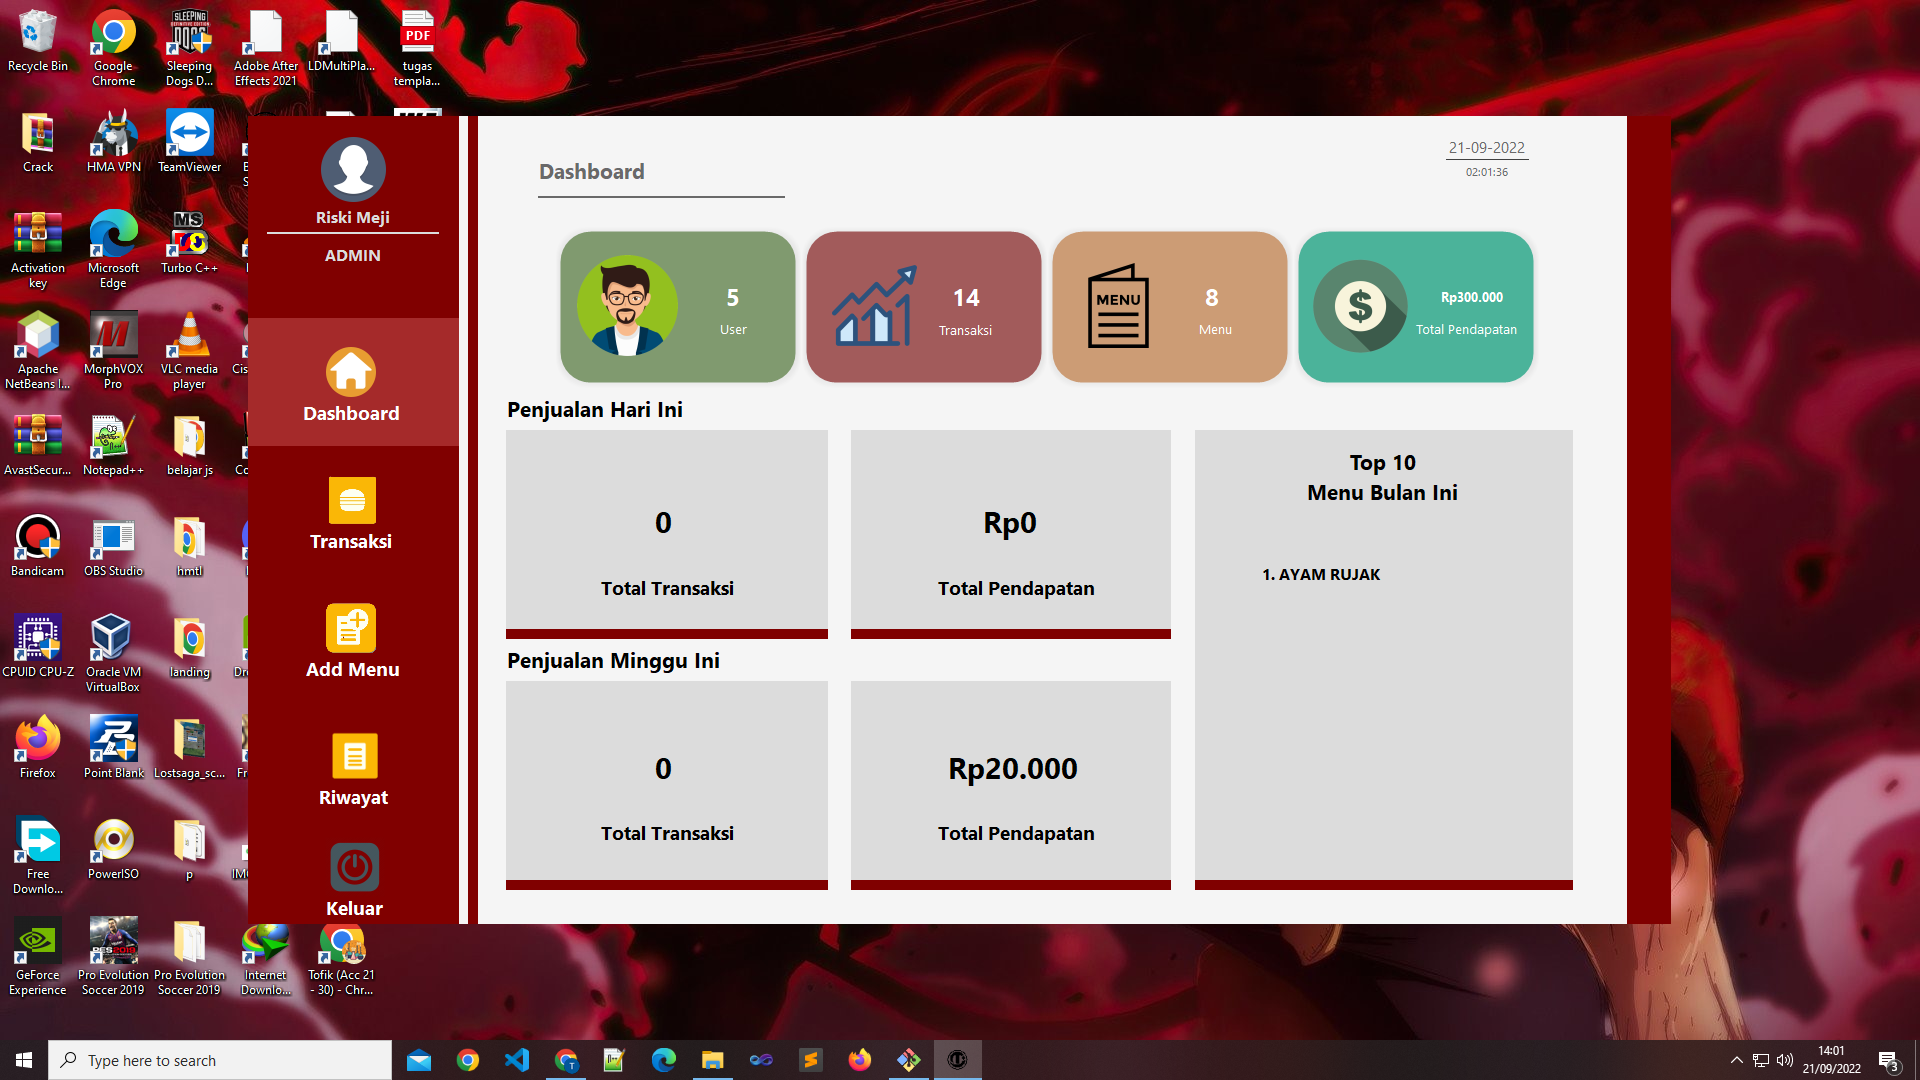 Recycle Bin
Google
Chrome
SLEEPING
DOGS
Sleeping
Dogs D...
Adobe After
Effects 2021
LDMultiPla...
PDF
tugas
templa...
Crack
HMA VPN
TeamViewer
Activation
key
Microsoft
Edge
MS
Turbo C++
Apache
NetBeans I...
MorphVOX
Pro
VLC media
player
AvastSecur...
Notepad++
belajar js
Bandicam
OBS Studio
hmtl
CPUID CPU-Z
Oracle VM
VirtualBox
landing
Firefox
Point Blank
Lostsaga_sc...
Free
Downlo...
PowerISO
p
GeForce
Experience
Pro Evolution
Soccer 2019
Pro Evolution
Soccer 2019
Internet
Downlo...
Tofik (Acc 21
- 30) - Chr...
Riski Meji
ADMIN
Dashboard
Transaksi
Add Menu
Riwayat
Keluar
Dashboard
21-09-2022
02:01:36
5
User
14
Transaksi
MENU
8
Menu
$
Rp300.000
Total Pendapatan
Penjualan Hari Ini
0
Total Transaksi
Rp0
Total Pendapatan
Top 10
Menu Bulan Ini
1. AYAM RUJAK
Penjualan Minggu Ini
0
Total Transaksi
Rp20.000
Total Pendapatan
Type here to search
14:01
21/09/2022
3